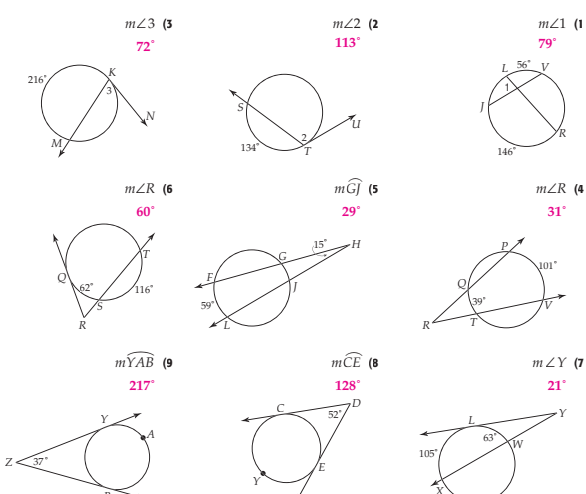 m∠1 (1
79°
L 56° V
1
J
R
146°
m∠2 (2
113°
S
U
2
134° T
m∠3 (3
72°
216° K
3
N
M
m∠R (4
31°
P
101°
Q
39°
V
R T
mGJ (5
29°
15° H
G
F J
59°
L
m∠R (6
60°
T
Q
62° 116°
S
R
m∠Y (7
21°
Y
L
63° W
105°
X
mCE (8
128°
C D
52°
E
Y
mYAB (9
217°
Y
A
Z 37°